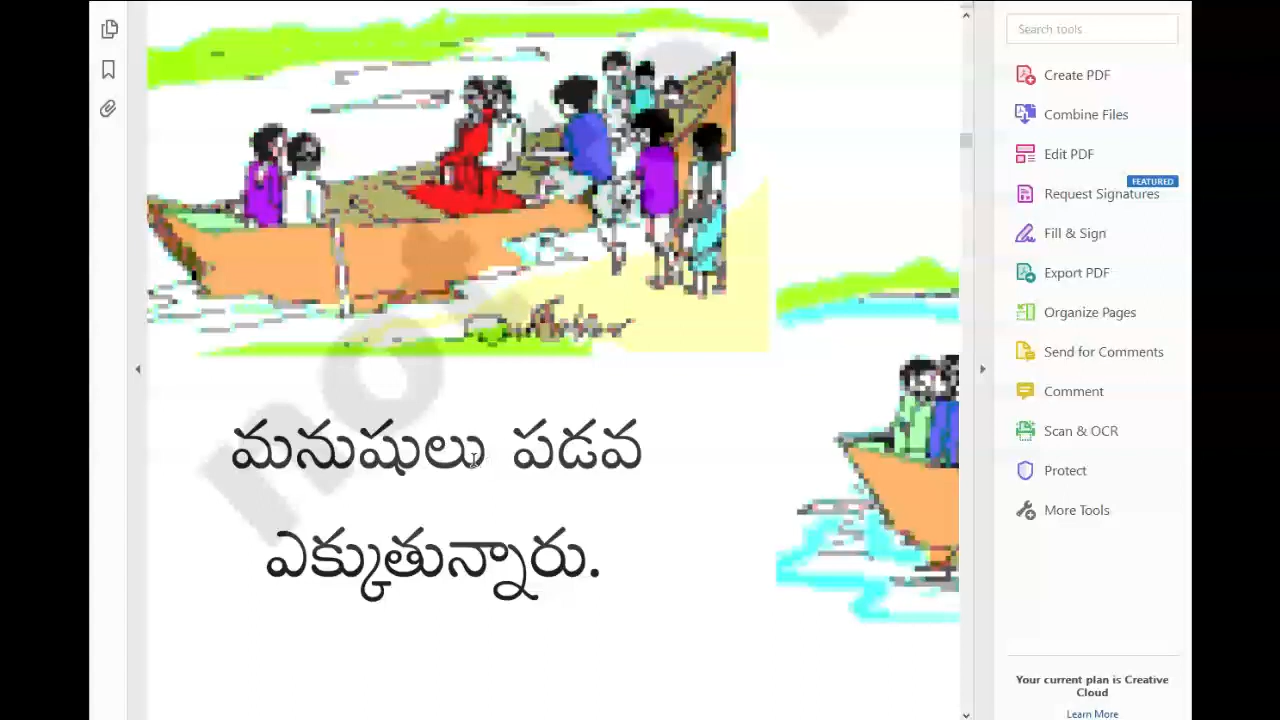 Search tools
Create PDF
Combine Files
Edit PDF
FEATURED
Request Signatures
Fill & Sign
Export PDF
Organize Pages
Send for Comments
Comment
Scan & OCR
Protect
More Tools
Your current plan is Creative
Cloud
Learn More
మనుషులు పడవ
ఎక్కుతున్నారు.